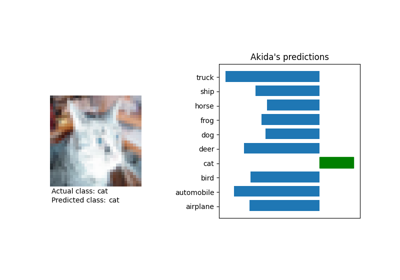 Akida's predictions
truck
ship
horse
frog
dog
deer
cat
bird
automobile
airplane
Actual class: cat
Predicted class: cat